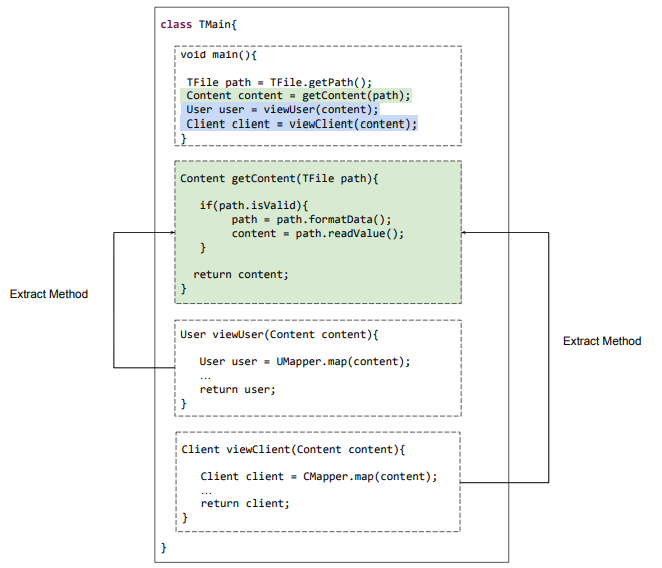 class TMain{
void main(){
TFile path = TFile.getPath();
Content content = getContent(path);
User user = viewUser(content);
Client client = viewClient(content);
}
Content getContent(TFile path){
if(path.isValid){
path = path.formatData();
content = path.readValue();
}
return content;
}
Extract Method
User viewUser(Content content){
User user = UMapper.map(content);
…
return user;
}
Extract Method
Client viewClient(Content content){
Client client = CMapper.map(content);
…
return client;
}
}